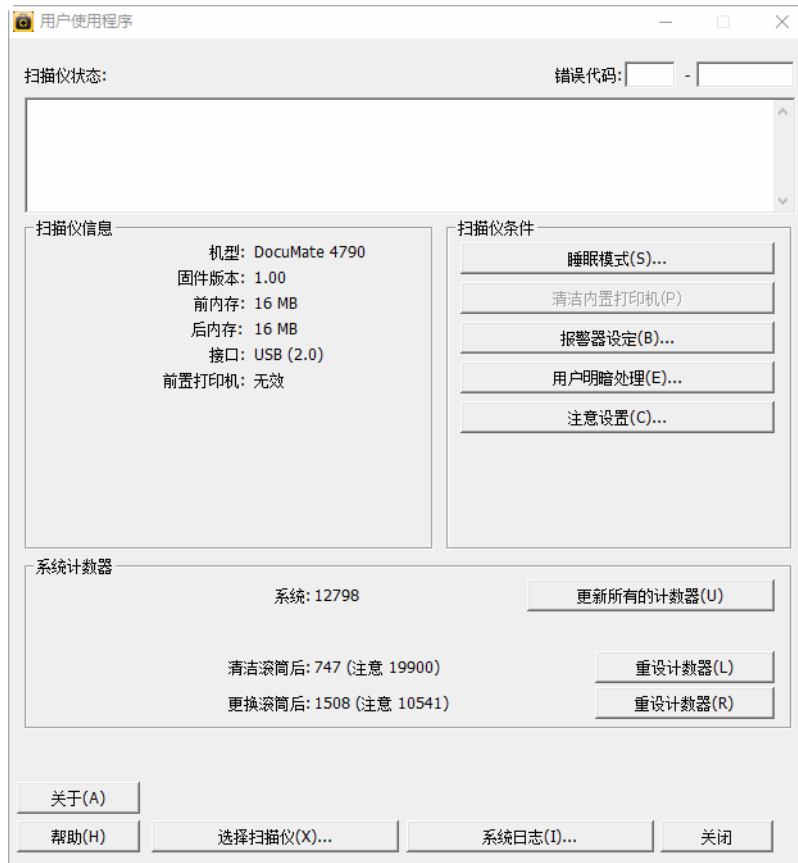 用户使用程序
扫描仪状态:
错误代码: -
扫描仪信息
机型: DocuMate 4790
固件版本: 1.00
前内存: 16 MB
后内存: 16 MB
接口: USB (2.0)
前置打印机: 无效
扫描仪条件
睡眠模式(S)...
清洁内置打印机(P)
报警器设定(B)...
用户明暗处理(E)...
注意设置(C)...
系统计数器
系统: 12798
更新所有的计数器(U)
清洁滚筒后: 747 (注意 19900)
重设计数器(L)
更换滚筒后: 1508 (注意 10541)
重设计数器(R)
关于(A)
帮助(H)
选择扫描仪(X)...
系统日志(I)...
关闭